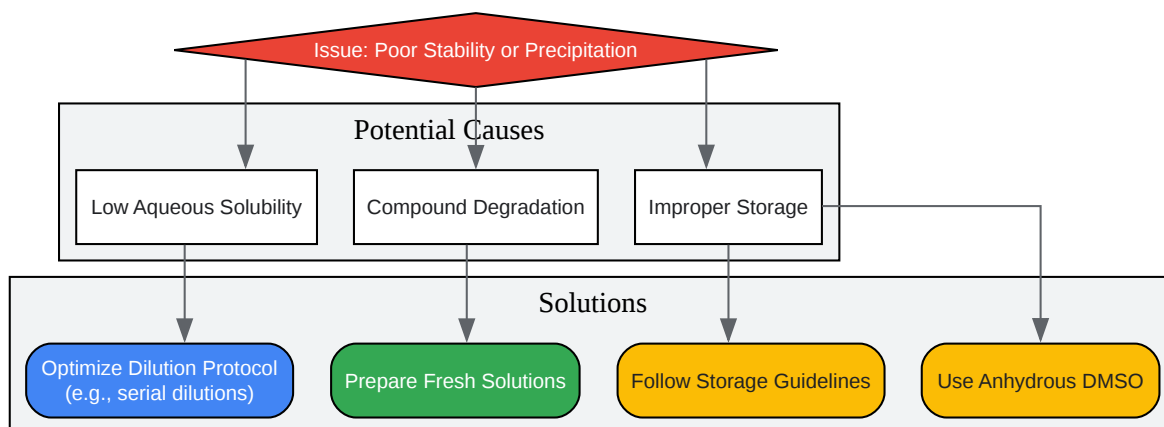 Issue: Poor Stability or Precipitation
Potential Causes
Low Aqueous Solubility
Compound Degradation
Improper Storage
Solutions
Optimize Dilution Protocol
(e.g., serial dilutions)
Prepare Fresh Solutions
Follow Storage Guidelines
Use Anhydrous DMSO